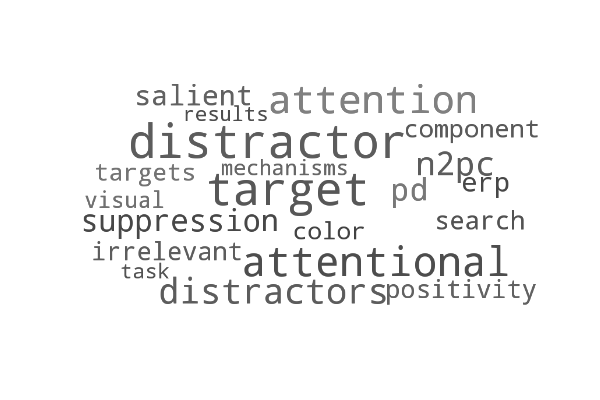 salient attention
results
distractor component
mechanisms n2pc
targets target pd erp
visual
suppression color search
irrelevant attentional
task
distractors positivity